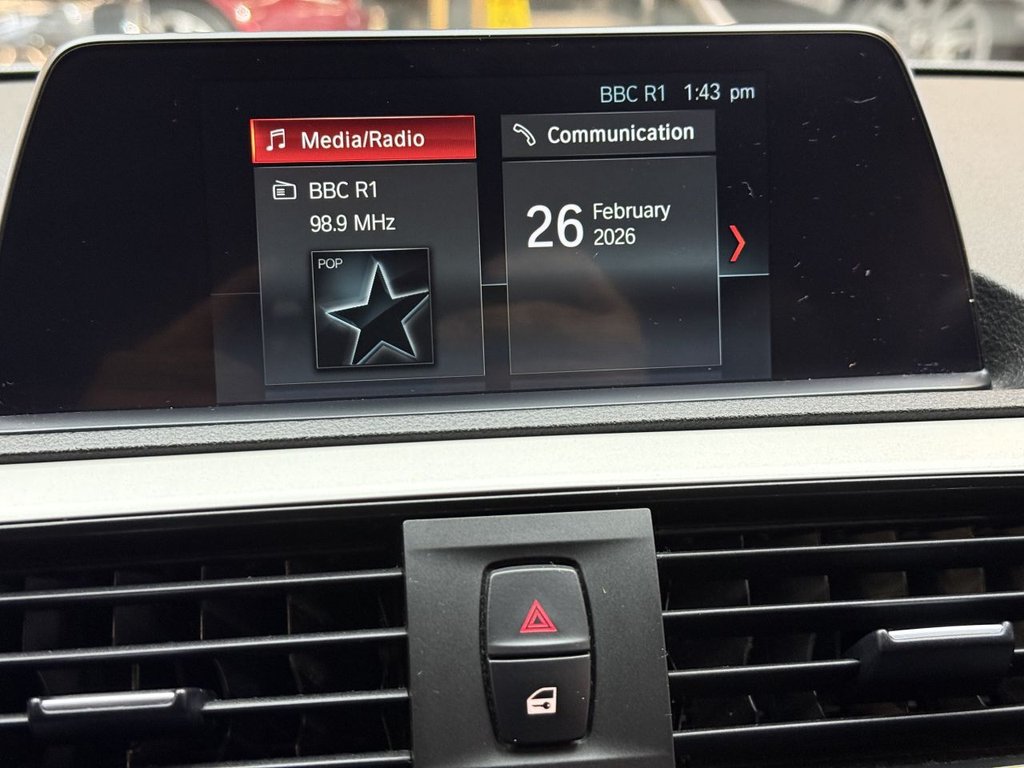 BBC R1 1:43 pm
Media/Radio
Communication
BBC R1
98.9 MHz
POP
26 February
2026